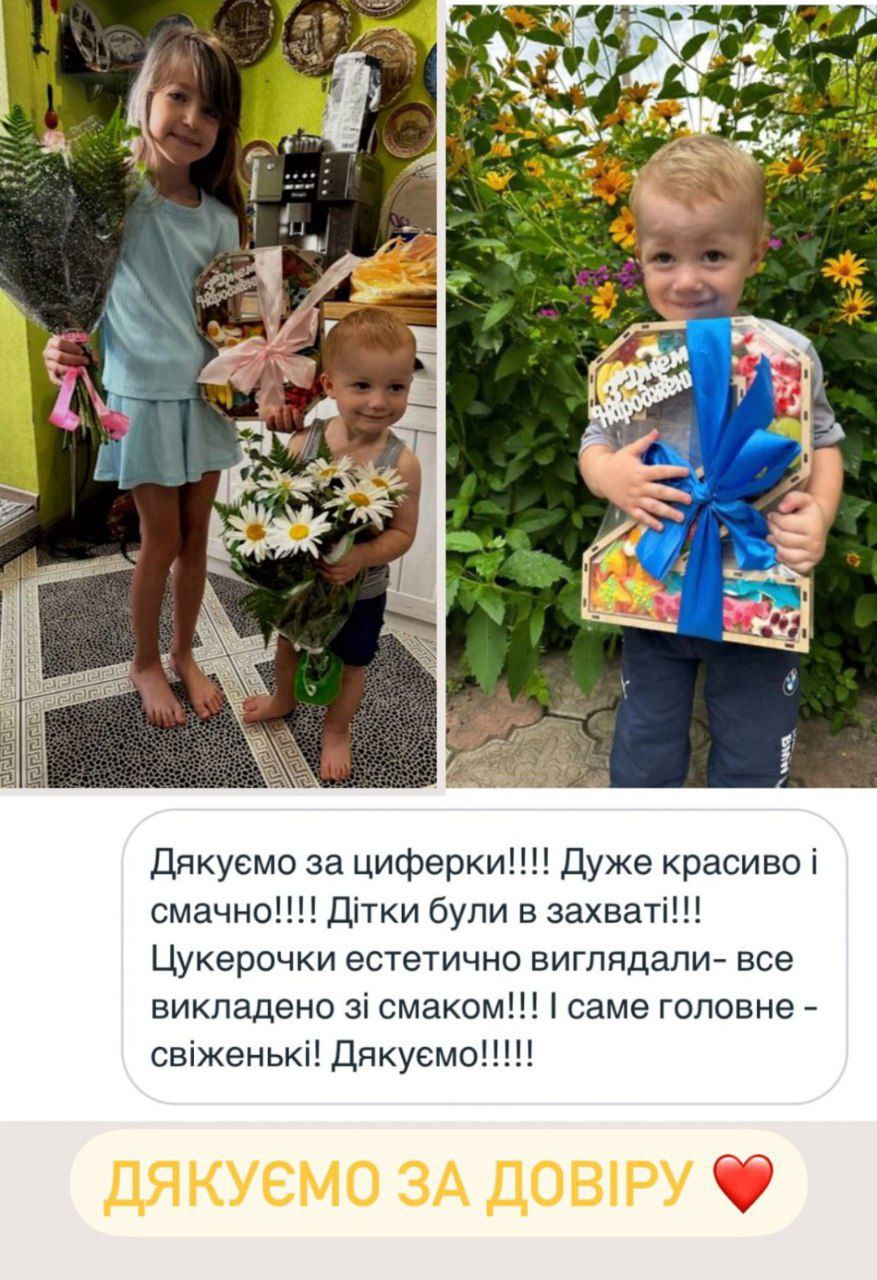 З Днем
Народження
З Днем
Народження
BMW
Дякуємо за циферки!!!! Дуже красиво і
смачно!!!! Дітки були в захваті!!!
Цукерочки естетично виглядали- все
викладено зі смаком!!! І саме головне -
свіженькі! Дякуємо!!!!!
ДЯКУЄМО ЗА ДОВІРУ ❤️